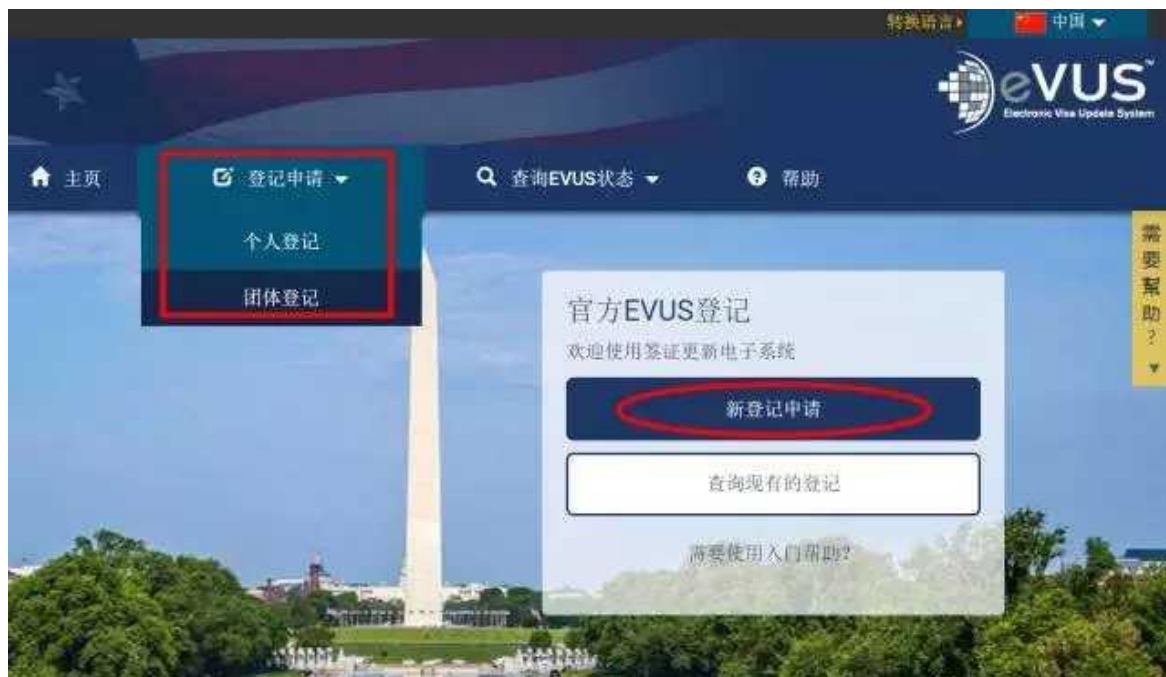 转换语言
中国
eVUS
Electronic Visa Update System
主页
登记申请
查询EVUS状态
帮助
个人登记
团体登记
需要幫助?
官方EVUS登记
欢迎使用签证更新电子系统
新登记申请
查询现有的登记
需要使用入门帮助?